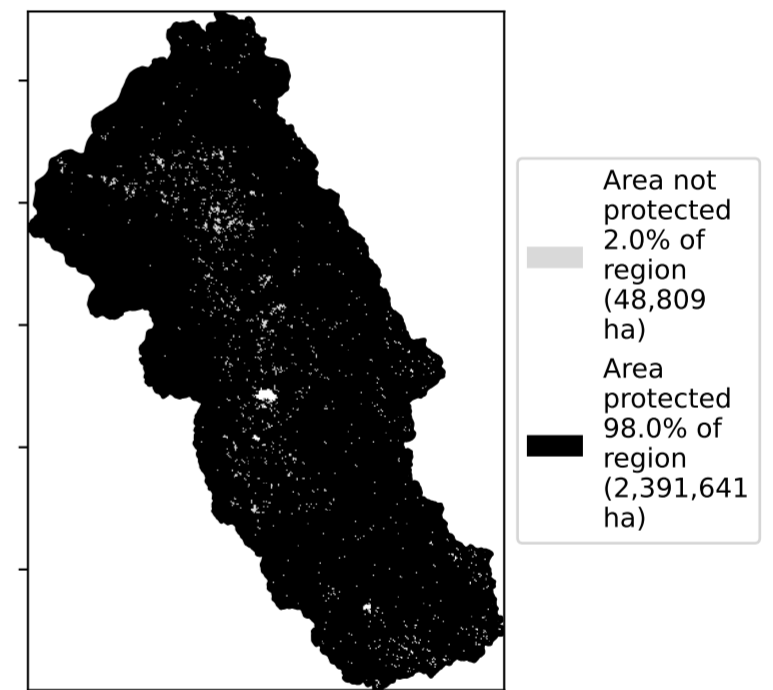 Area not
protected
2.0% of
region
(48,809
ha)
Area
protected
98.0% of
region
(2,391,641
ha)